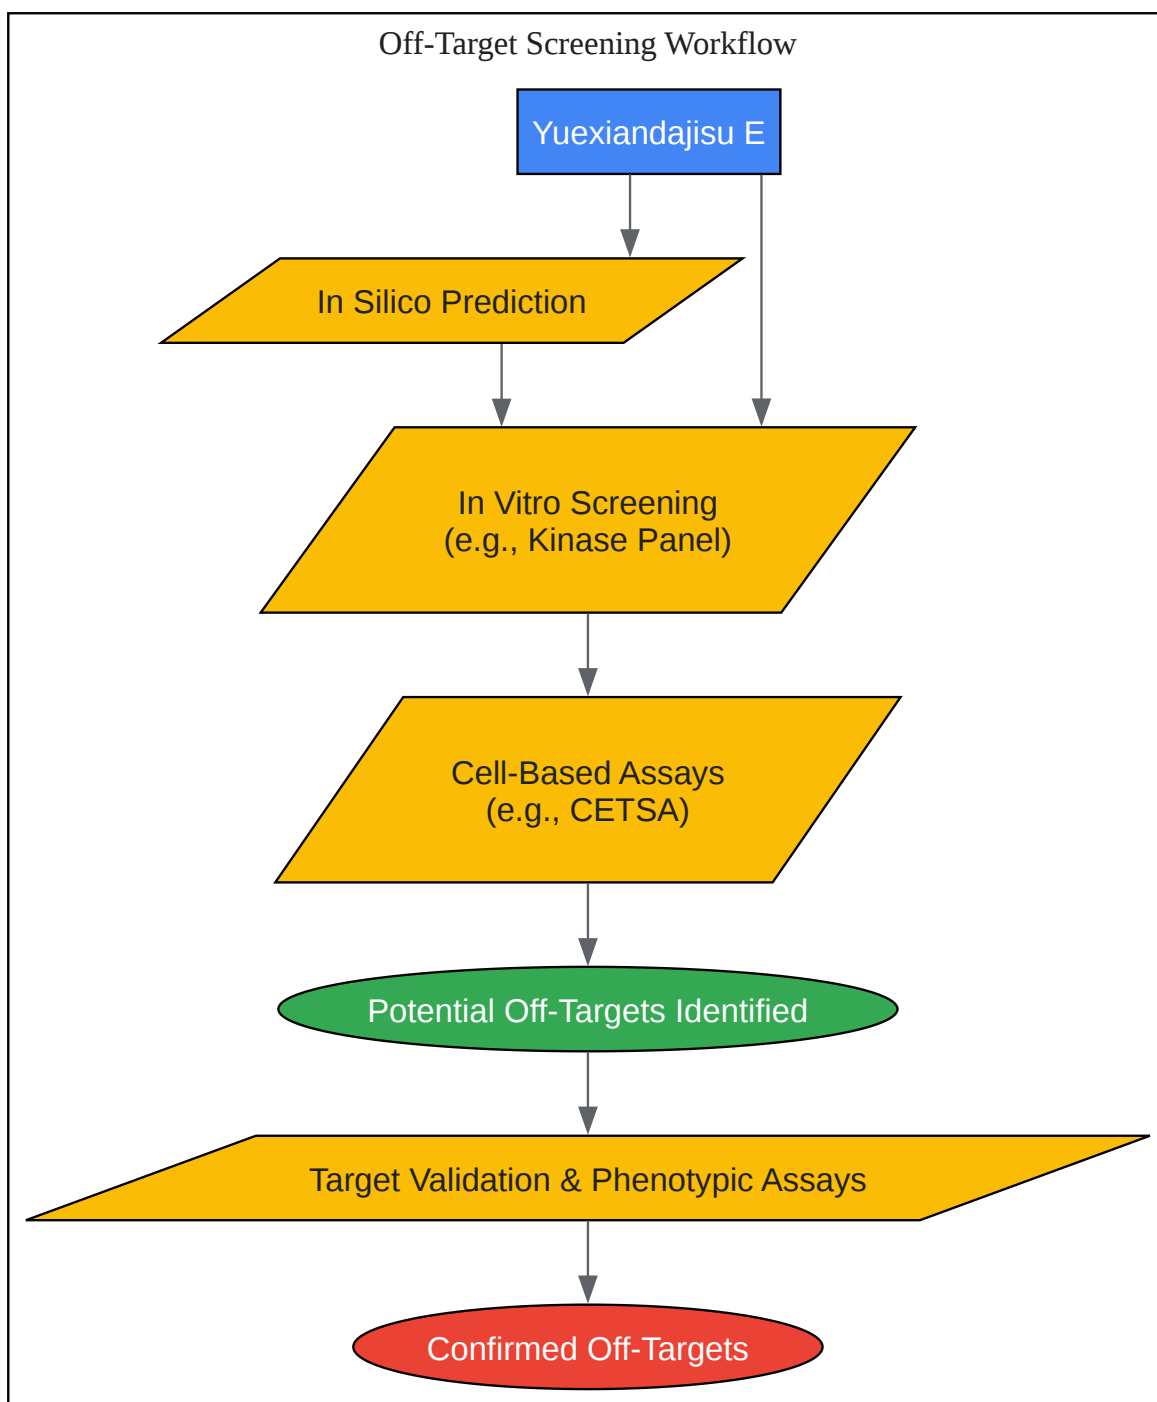 Off-Target Screening Workflow
Yuexiandajisu E
In Silico Prediction
In Vitro Screening
(e.g., Kinase Panel)
Cell-Based Assays
(e.g., CETSA)
Potential Off-Targets Identified
Target Validation & Phenotypic Assays
Confirmed Off-Targets